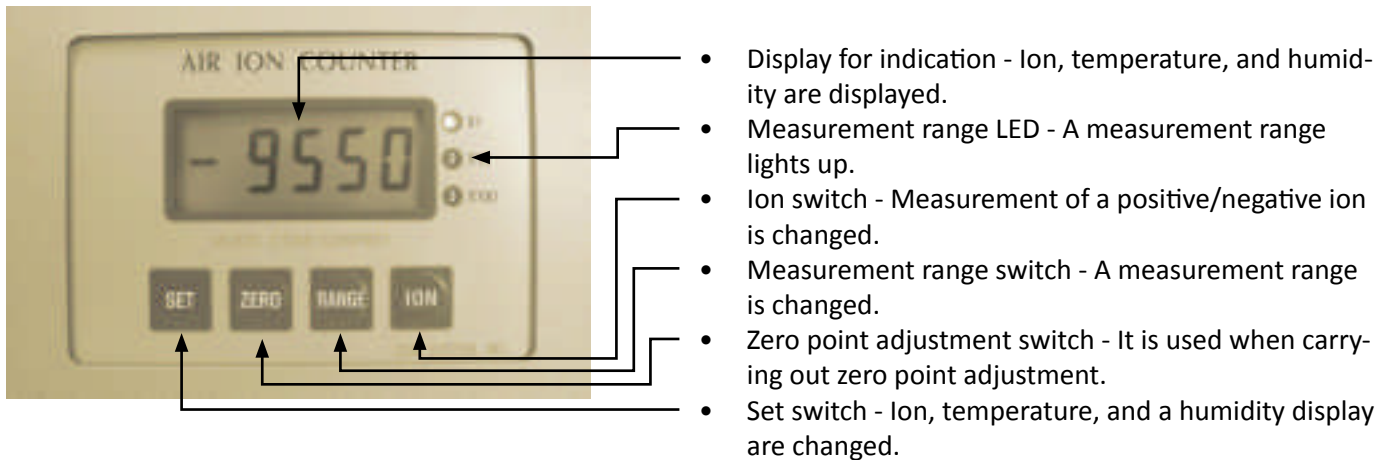 AIR ION COUNTER
- 9550
SET
ZERO
RANGE
ION
• Display for indication - Ion, temperature, and humid-
ity are displayed.
• Measurement range LED - A measurement range
lights up.
• Ion switch - Measurement of a positive/negative ion
is changed.
• Measurement range switch - A measurement range
is changed.
• Zero point adjustment switch - It is used when carry-
ing out zero point adjustment.
• Set switch - Ion, temperature, and a humidity display
are changed.